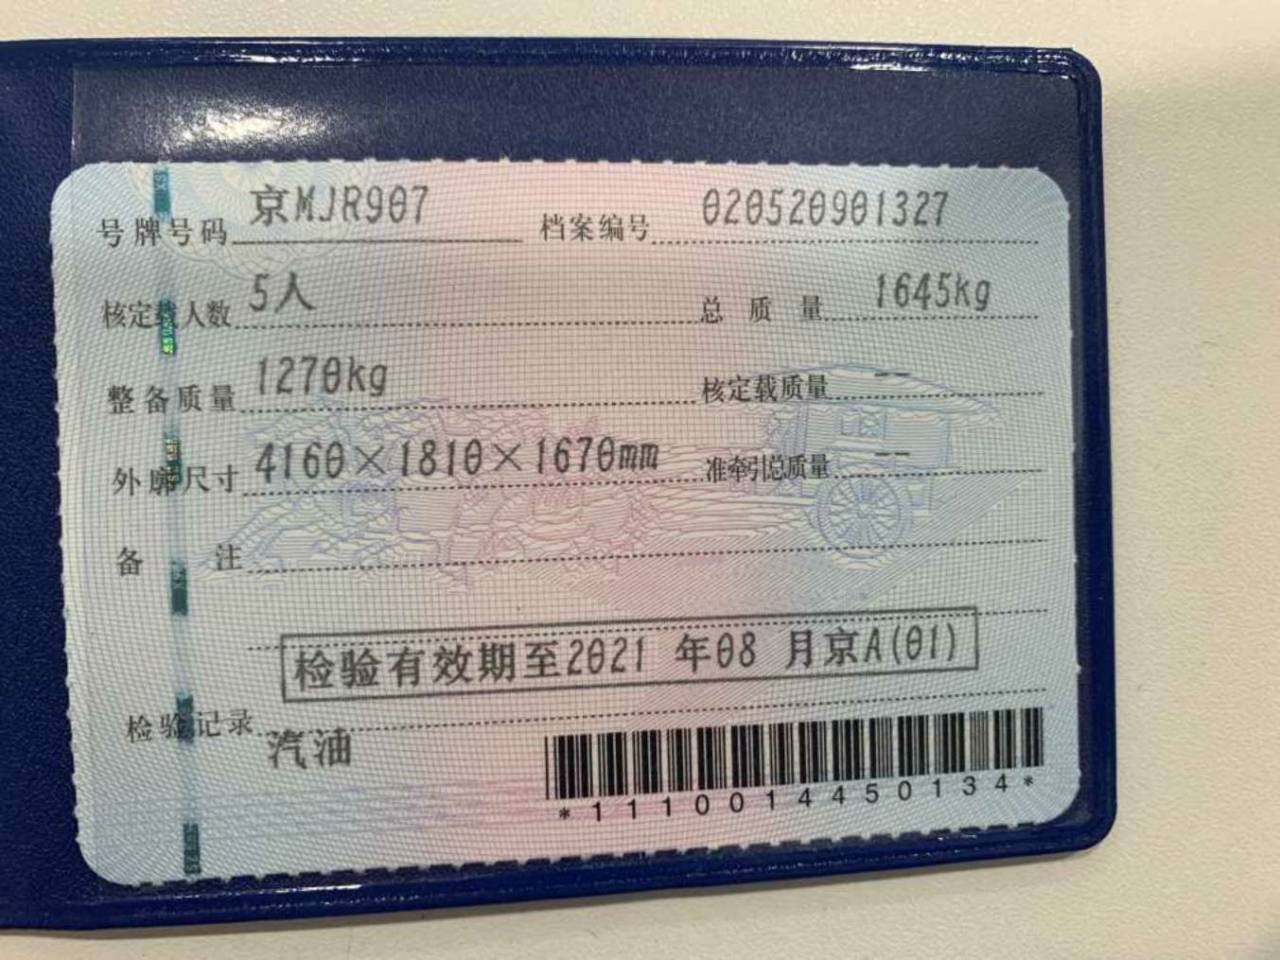 号牌号码 京MJR907 档案编号 020520901327
核定载人数 5人 总质量 1645kg
整备质量 1270kg 核定载质量 --
外廓尺寸 4160×1810×1670mm 准牵引总质量 --
备注
检验有效期至2021 年08 月京A(01)
检验记录
汽油
*1110014450134*